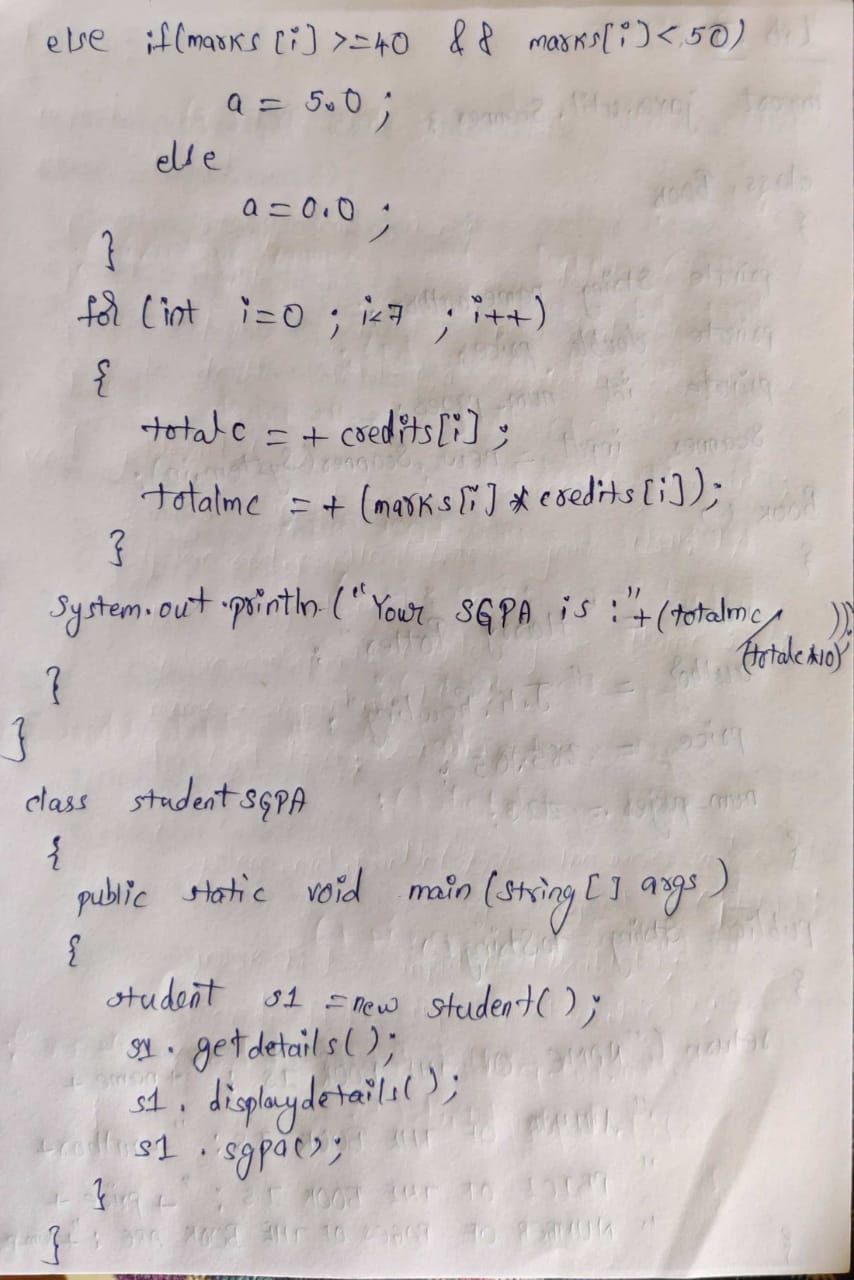 else if(marks [i] >=40 && marks[i]< 50)
a = 5.0 ;
else
a=0.0 ;
}
for (int i=0 ; i<7 ; i++)
{
totalc =+ credits[i] ;
totalmc =+ (marks[i] * credits [i]);
}
System.out.println.("Your SGPA is :"+(totalmc/ ));
(totalc*10)
}
}
class studentSGPA
{
public static void main (string [] args )
{
student s1 =new student( );
s1. getdetails( );
s1. displaydetails( );
s1 .sgpa();
}
}